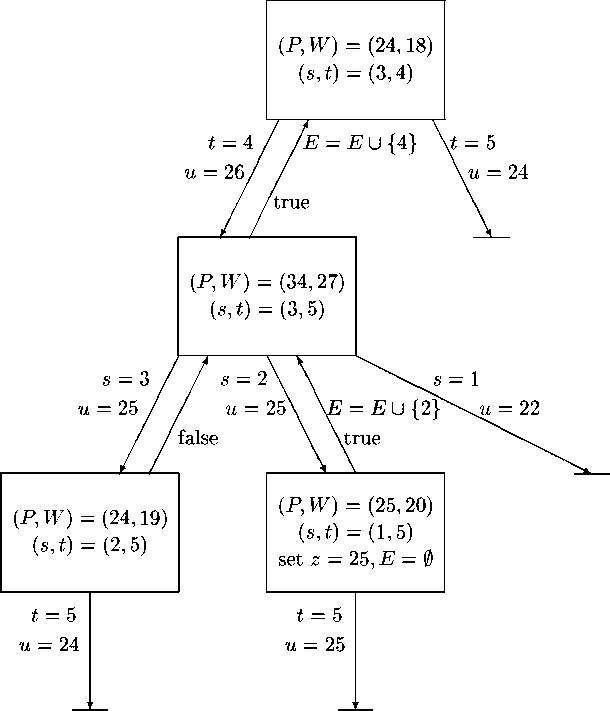 (P, W) = (24, 18)
(s, t) = (3, 4)
t = 4
E = E ∪ {4}
t = 5
u = 26
u = 24
true
(P, W) = (34, 27)
(s, t) = (3, 5)
s = 3
s = 2
s = 1
u = 25
u = 25
E = E ∪ {2}
u = 22
false
true
(P, W) = (24, 19)
(s, t) = (2, 5)
(P, W) = (25, 20)
(s, t) = (1, 5)
set z = 25, E = ∅
t = 5
u = 24
t = 5
u = 25